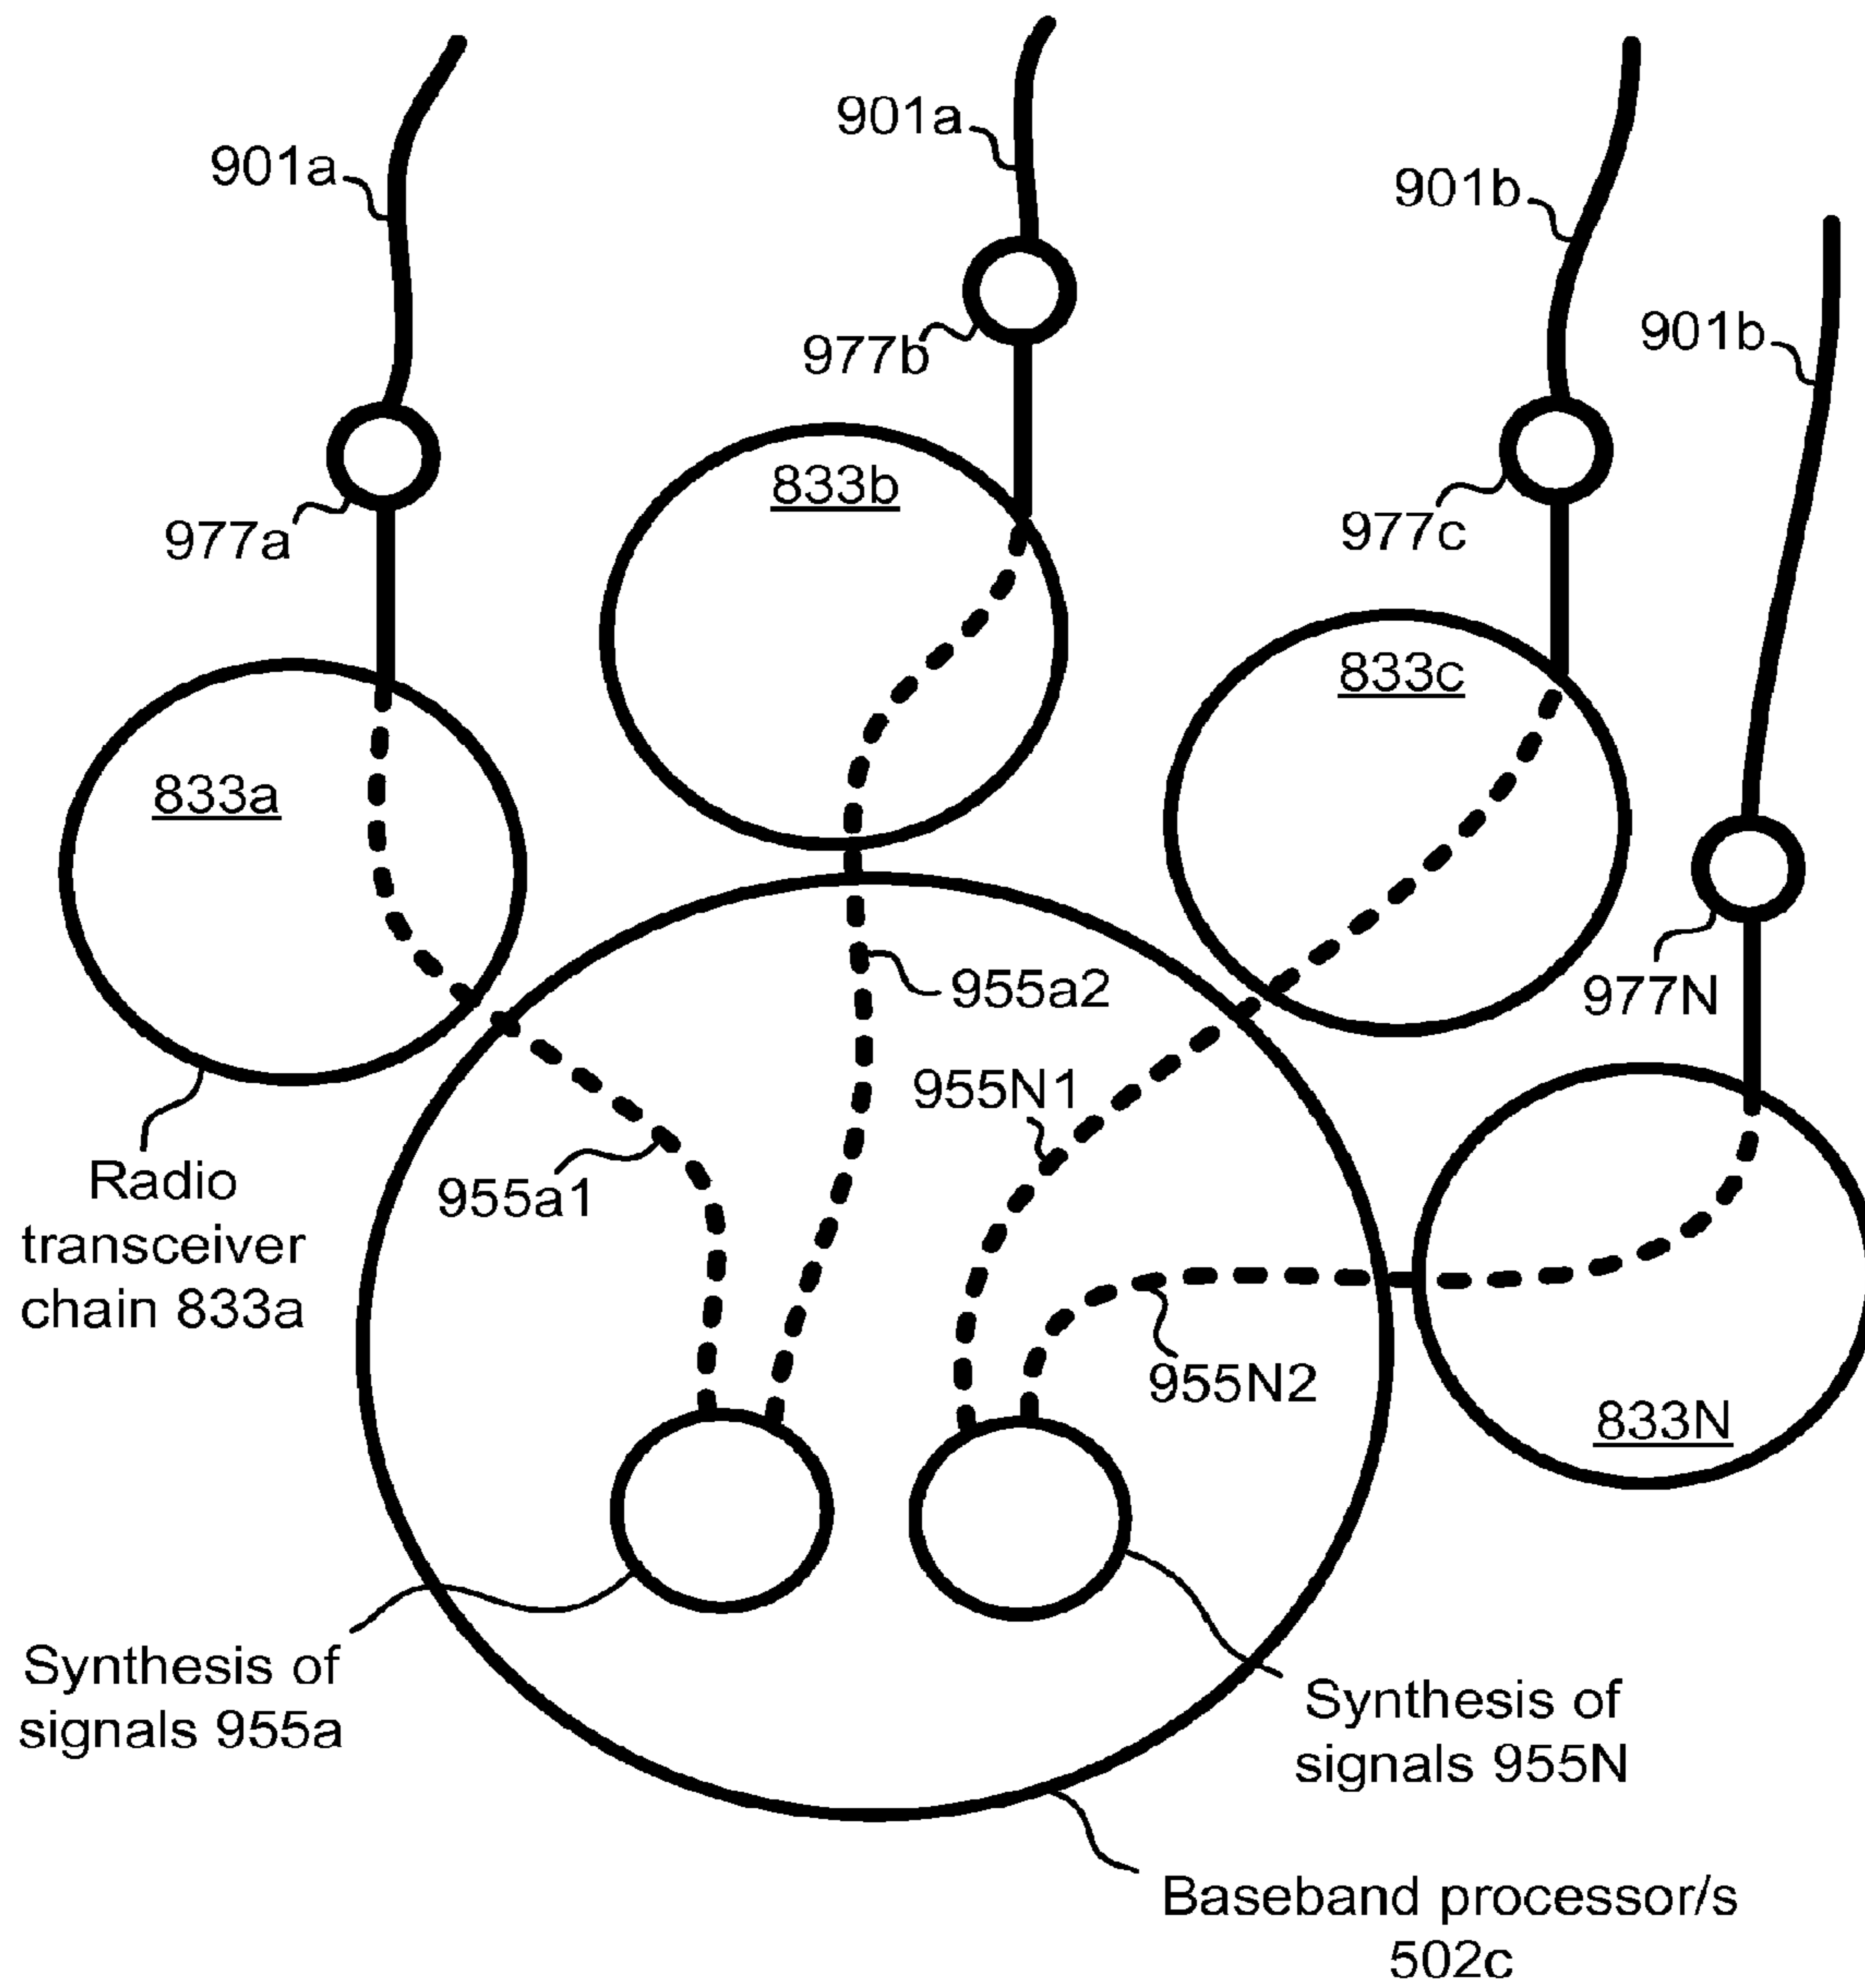 901a
901a
901b
901b
977b
833b
977a
977c
833c
833a
977N
955a2
955N1
955a1
Radio
transceiver
chain 833a
955N2
833N
Synthesis of
signals 955a
Synthesis of
signals 955N
Baseband processor/s
502c